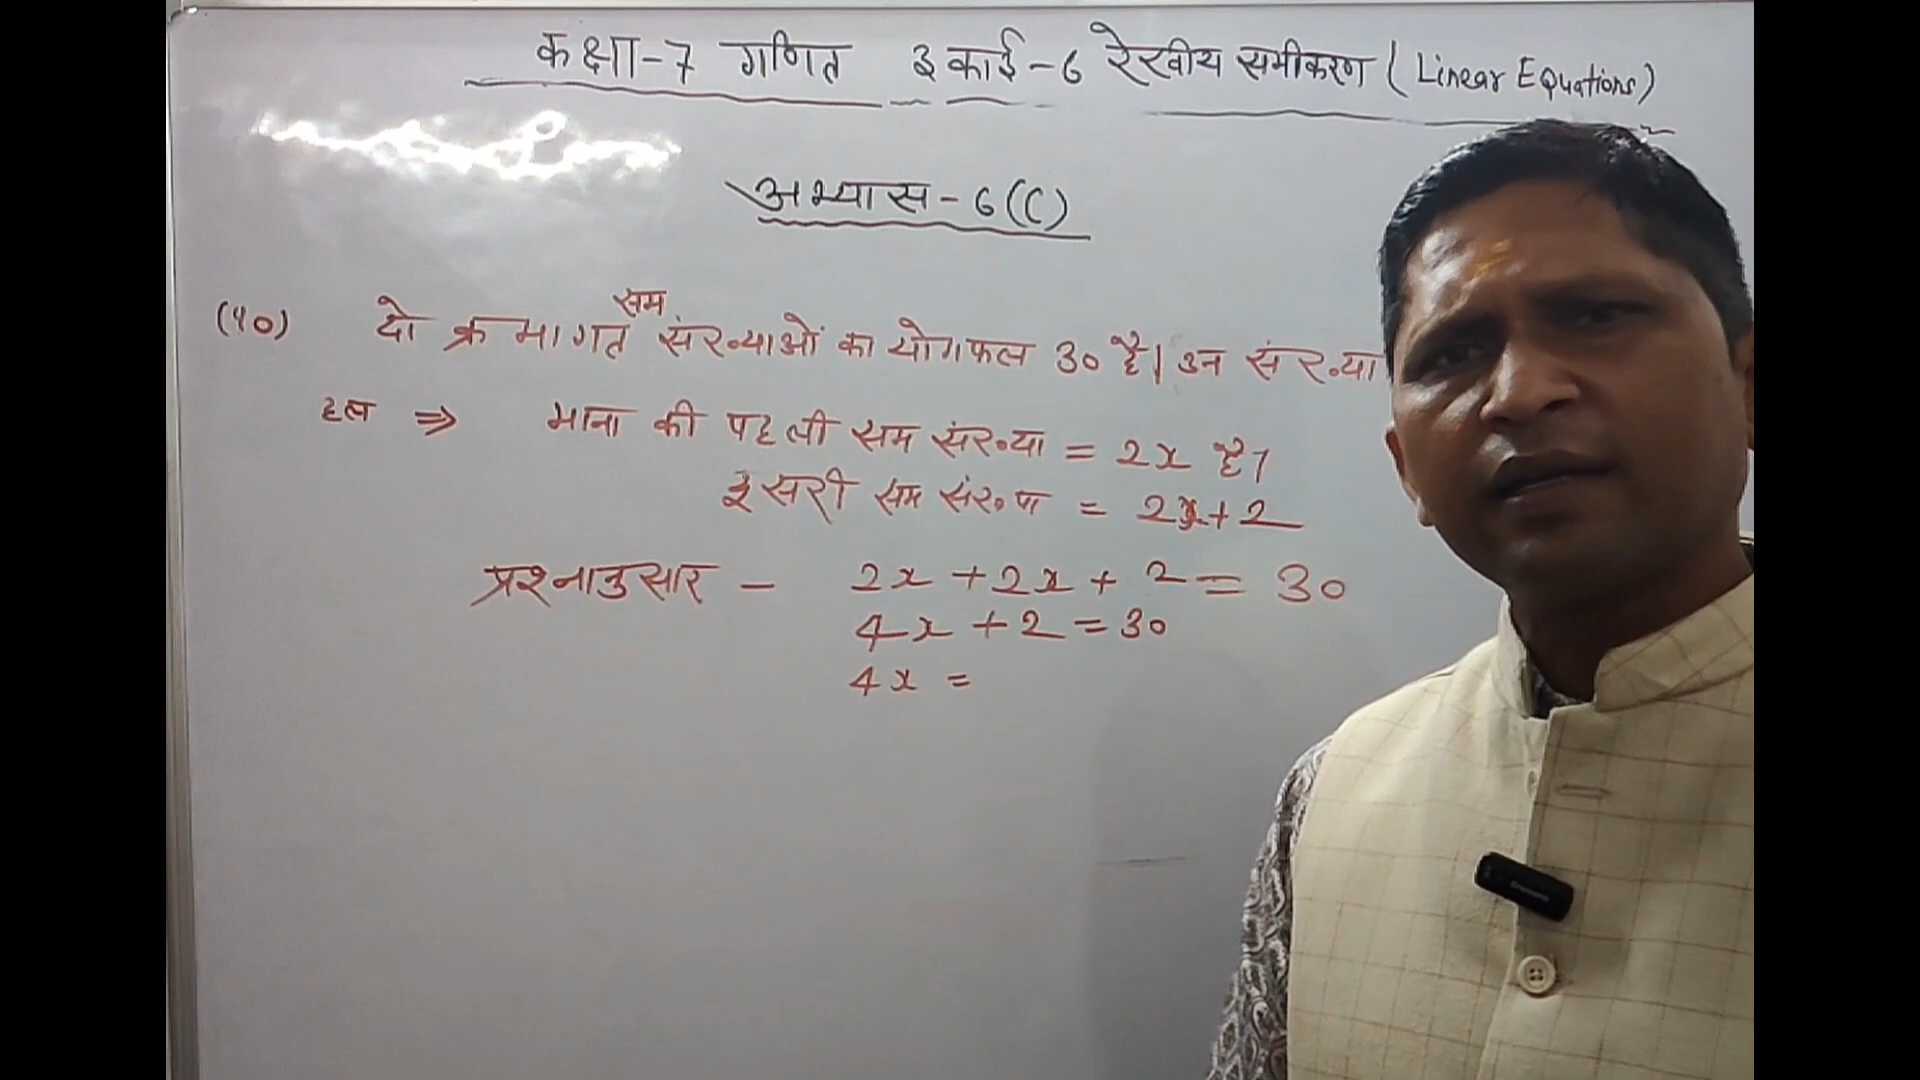 कक्षा-7 गणित इकाई-6 रेखीय समीकरण (Linear Equations)
अभ्यास-6(C)
(10) दो क्रमागत सम संख्याओं का योगफल 30 है। उन संख्या
हल ⇒ माना की पहली सम संख्या = 2x है।
दूसरी सम संख्या = 2x+2
प्रश्नानुसार - 2x + 2x + 2 = 30
4x + 2 = 30
4x =